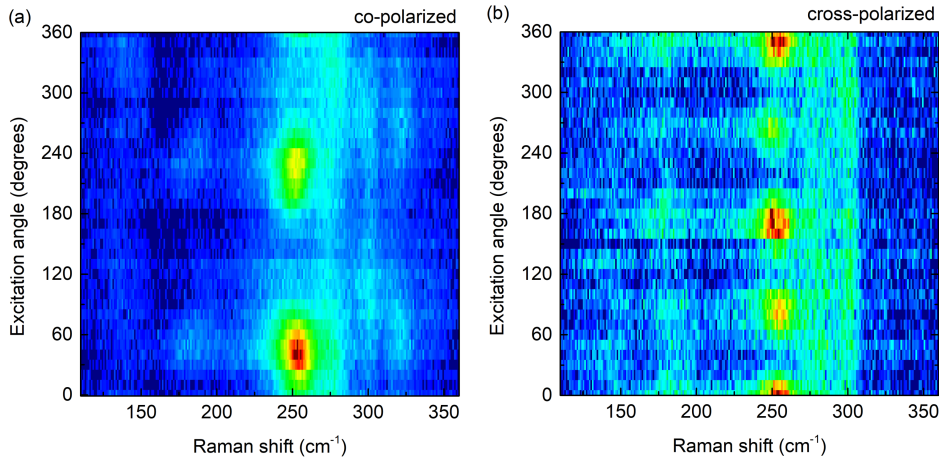 (a) co-polarized
360
300
240
180
120
60
0
Excitation angle (degrees)
150 200 250 300 350
Raman shift (cm⁻¹)
(b) cross-polarized
360
300
240
180
120
60
0
Excitation angle (degrees)
150 200 250 300 350
Raman shift (cm⁻¹)